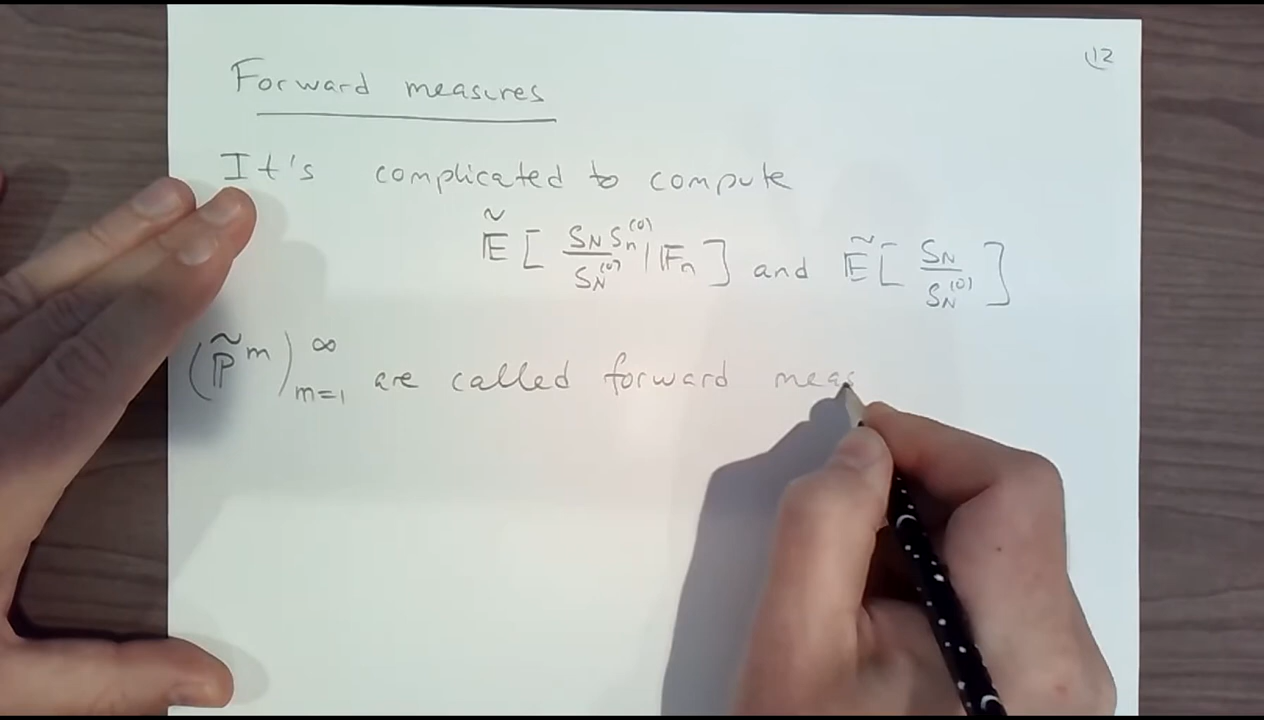 12
Forward measures
It's complicated to compute
𝔼̃ [ S_N S_n^(0) / S_N^(0) | 𝔽_n ] and 𝔼̃ [ S_N / S_N^(0) ]
(ℙ̃^m)_{m=1}^∞ are called forward meas